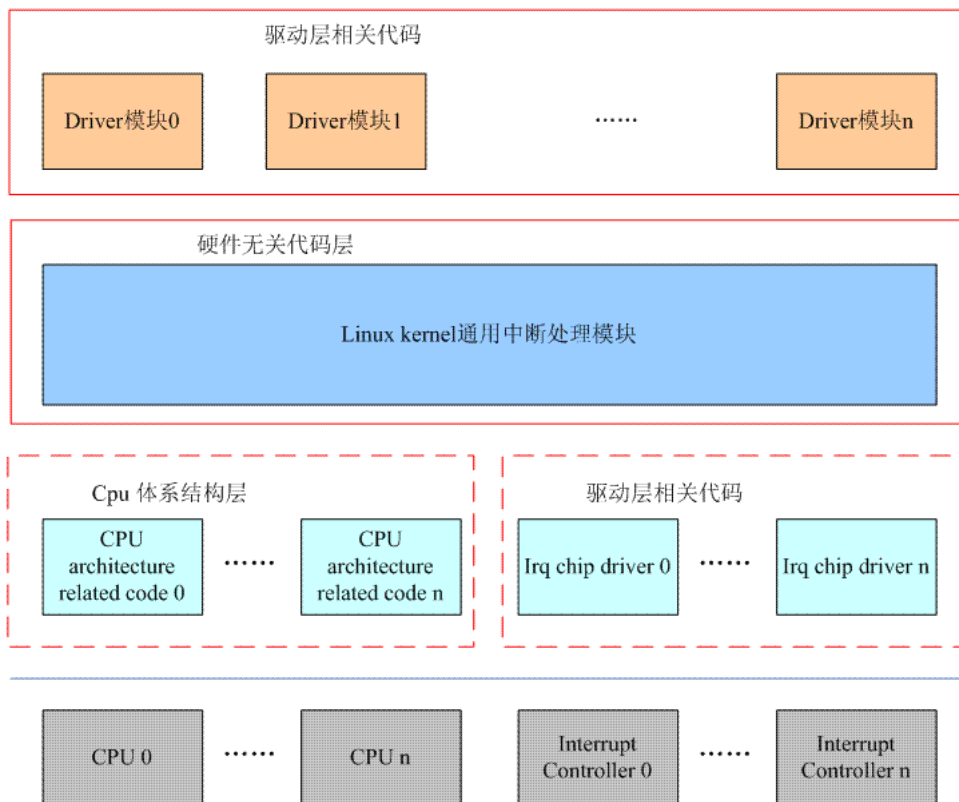 驱动层相关代码
Driver模块0
Driver模块1
……
Driver模块n
硬件无关代码层
Linux kernel通用中断处理模块
Cpu 体系结构层
CPU
architecture
related code 0
……
CPU
architecture
related code n
驱动层相关代码
Irq chip driver 0
……
Irq chip driver n
CPU 0
……
CPU n
Interrupt
Controller 0
……
Interrupt
Controller n